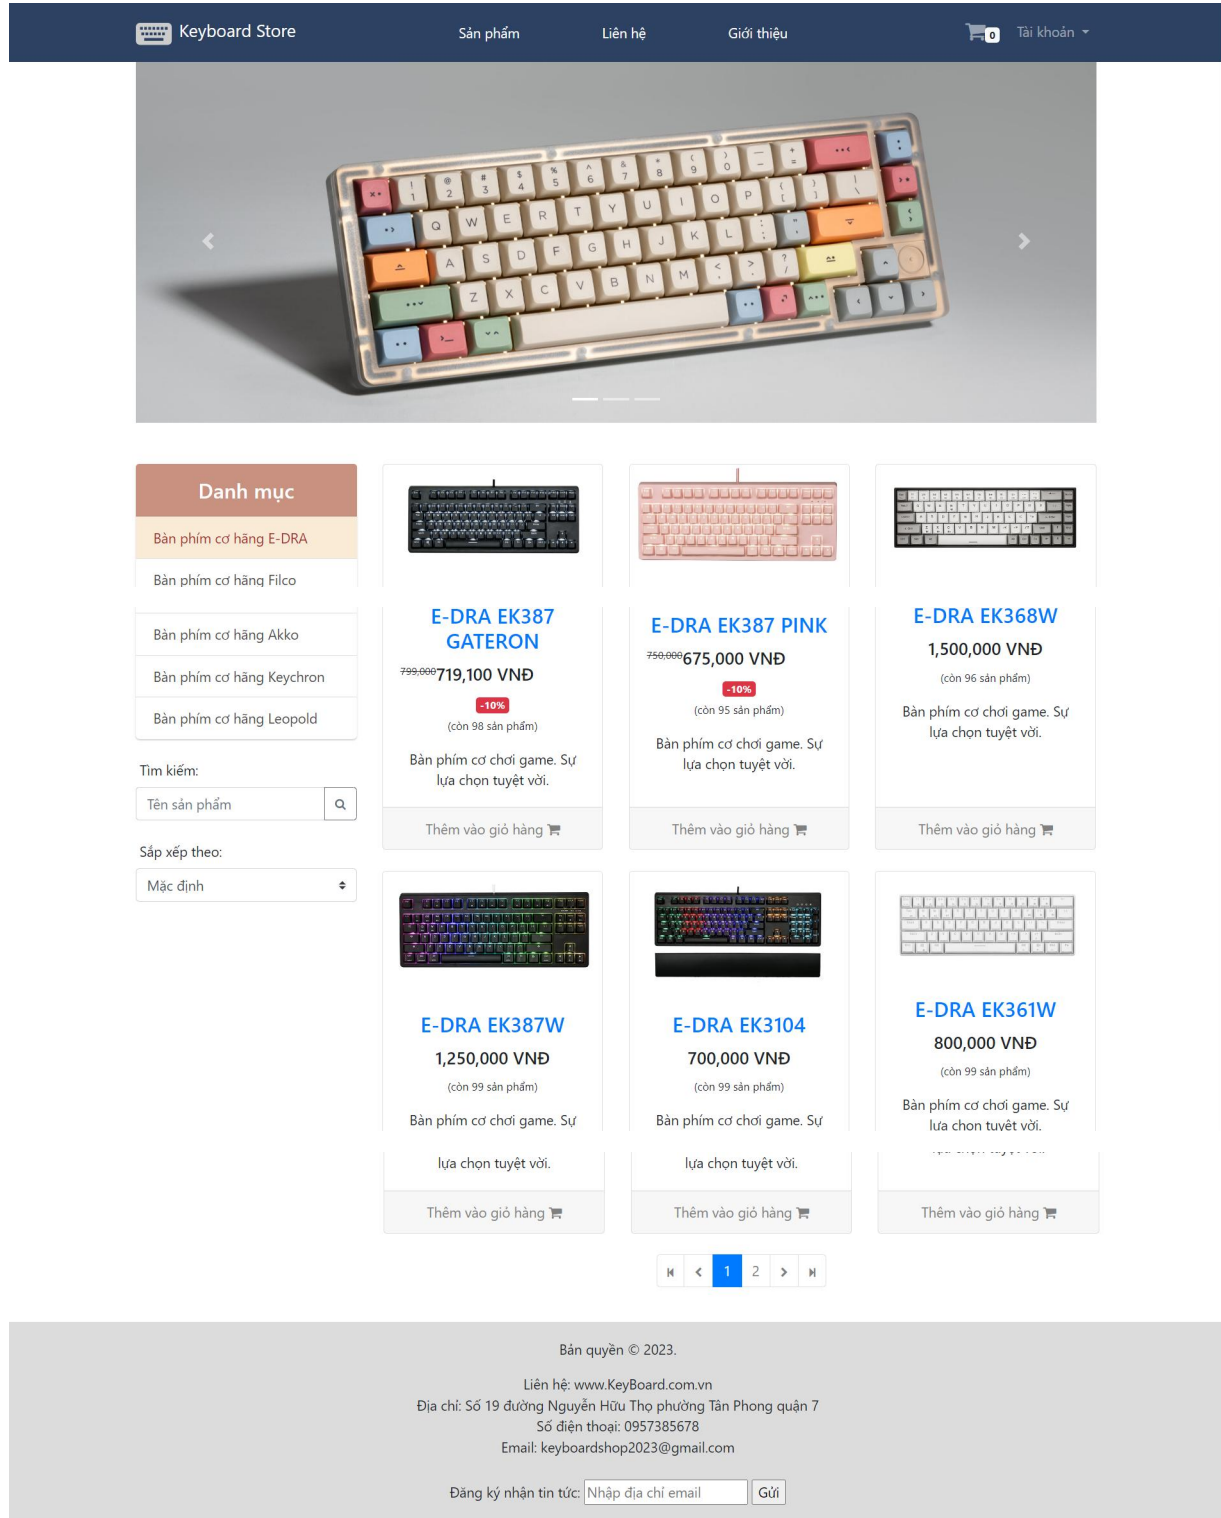 Keyboard Store
Sản phẩm
Liên hệ
Giới thiệu
0
Tài khoản
Danh mục
Bàn phím cơ hãng E-DRA
Bàn phím cơ hãng Filco
Bàn phím cơ hãng Akko
Bàn phím cơ hãng Keychron
Bàn phím cơ hãng Leopold
Tìm kiếm:
Tên sản phẩm
Sắp xếp theo:
Mặc định
E-DRA EK387
GATERON
799,000 719,100 VNĐ
-10%
(còn 98 sản phẩm)
Bàn phím cơ chơi game. Sự
lựa chọn tuyệt vời.
Thêm vào giỏ hàng
E-DRA EK387 PINK
750,000 675,000 VNĐ
-10%
(còn 95 sản phẩm)
Bàn phím cơ chơi game. Sự
lựa chọn tuyệt vời.
Thêm vào giỏ hàng
E-DRA EK368W
1,500,000 VNĐ
(còn 96 sản phẩm)
Bàn phím cơ chơi game. Sự
lựa chọn tuyệt vời.
Thêm vào giỏ hàng
E-DRA EK387W
1,250,000 VNĐ
(còn 99 sản phẩm)
Bàn phím cơ chơi game. Sự
lựa chọn tuyệt vời.
Thêm vào giỏ hàng
E-DRA EK3104
700,000 VNĐ
(còn 99 sản phẩm)
Bàn phím cơ chơi game. Sự
lựa chọn tuyệt vời.
Thêm vào giỏ hàng
E-DRA EK361W
800,000 VNĐ
(còn 99 sản phẩm)
Bàn phím cơ chơi game. Sự
lựa chọn tuyệt vời.
Thêm vào giỏ hàng
1 2
Bản quyền © 2023.
Liên hệ: www.KeyBoard.com.vn
Địa chỉ: Số 19 đường Nguyễn Hữu Thọ phường Tân Phong quận 7
Số điện thoại: 0957385678
Email: keyboardshop2023@gmail.com
Đăng ký nhận tin tức: Nhập địa chỉ email Gửi